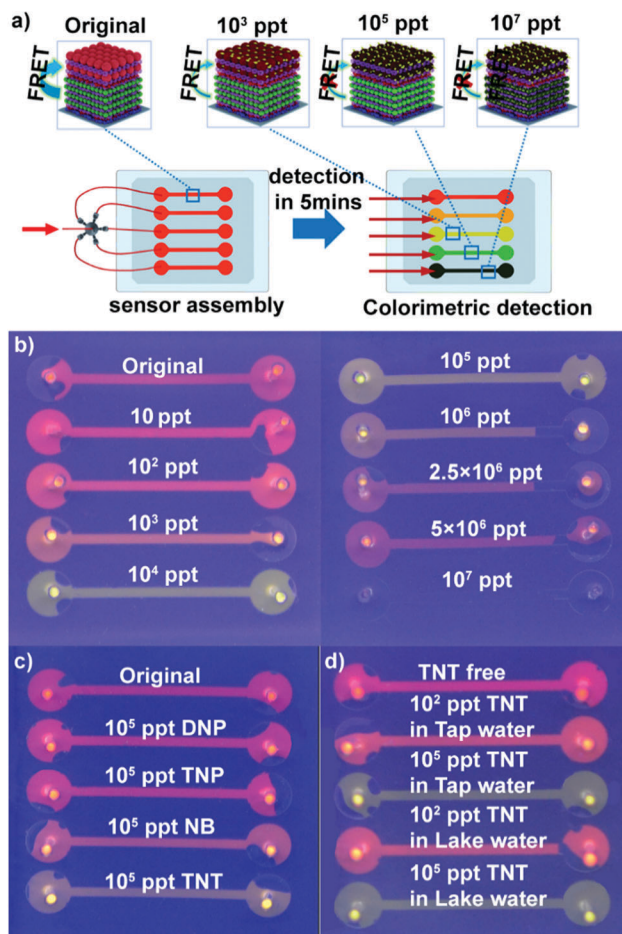 a)
Original
10³ ppt
10⁵ ppt
10⁷ ppt
FRET
FRET
FRET
FRET
detection
in 5mins
sensor assembly
Colorimetric detection
b)
Original
10 ppt
10² ppt
10³ ppt
10⁴ ppt
10⁵ ppt
10⁶ ppt
2.5×10⁶ ppt
5×10⁶ ppt
10⁷ ppt
c)
Original
10⁵ ppt DNP
10⁵ ppt TNP
10⁵ ppt NB
10⁵ ppt TNT
d)
TNT free
10² ppt TNT
in Tap water
10⁵ ppt TNT
in Tap water
10² ppt TNT
in Lake water
10⁵ ppt TNT
in Lake water